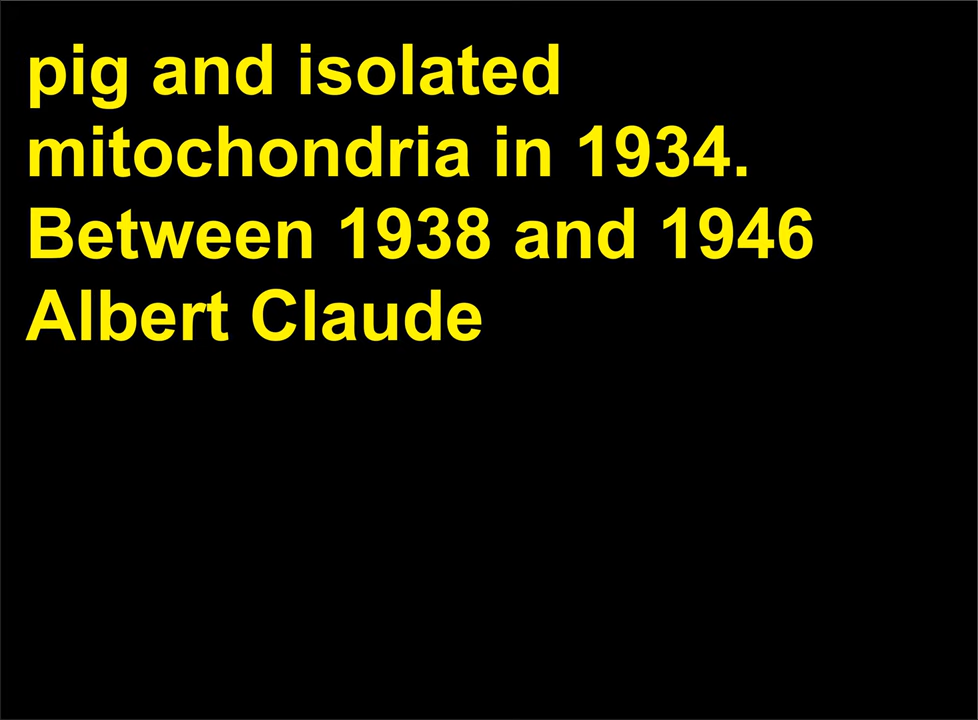 pig and isolated
mitochondria in 1934.
Between 1938 and 1946
Albert Claude